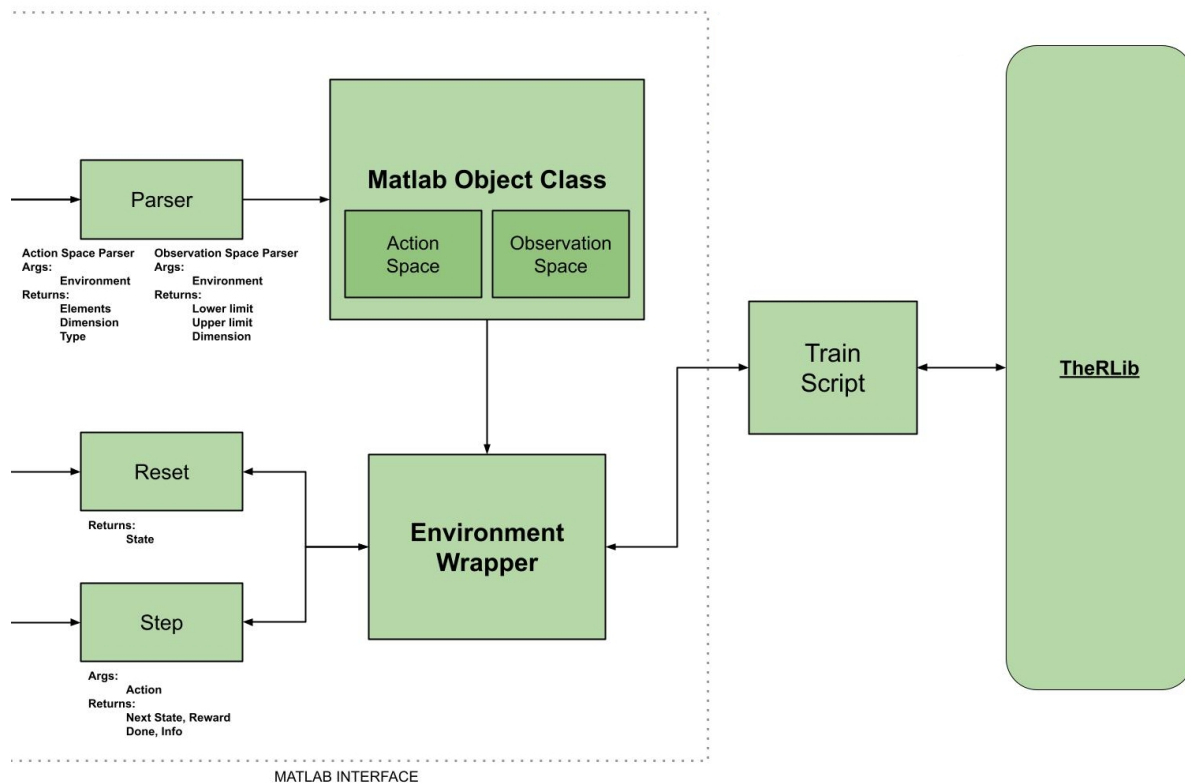 Matlab Object Class
Parser
Action
Space
Observation
Space
Action Space Parser
Args:
Environment
Returns:
Elements
Dimension
Type
Observation Space Parser
Args:
Environment
Returns:
Lower limit
Upper limit
Dimension
Train
Script
TheRLib
Reset
Returns:
State
Environment
Wrapper
Step
Args:
Action
Returns:
Next State, Reward
Done, Info
MATLAB INTERFACE